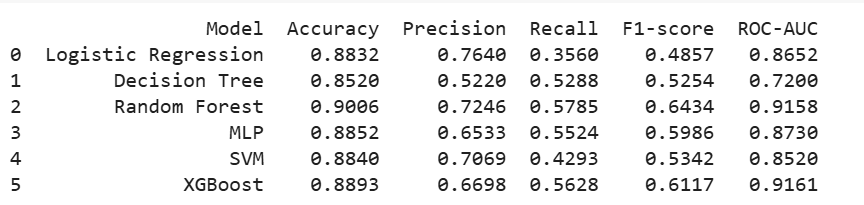 Model Accuracy Precision Recall F1-score ROC-AUC
0 Logistic Regression 0.8832 0.7640 0.3560 0.4857 0.8652
1 Decision Tree 0.8520 0.5220 0.5288 0.5254 0.7200
2 Random Forest 0.9006 0.7246 0.5785 0.6434 0.9158
3 MLP 0.8852 0.6533 0.5524 0.5986 0.8730
4 SVM 0.8840 0.7069 0.4293 0.5342 0.8520
5 XGBoost 0.8893 0.6698 0.5628 0.6117 0.9161